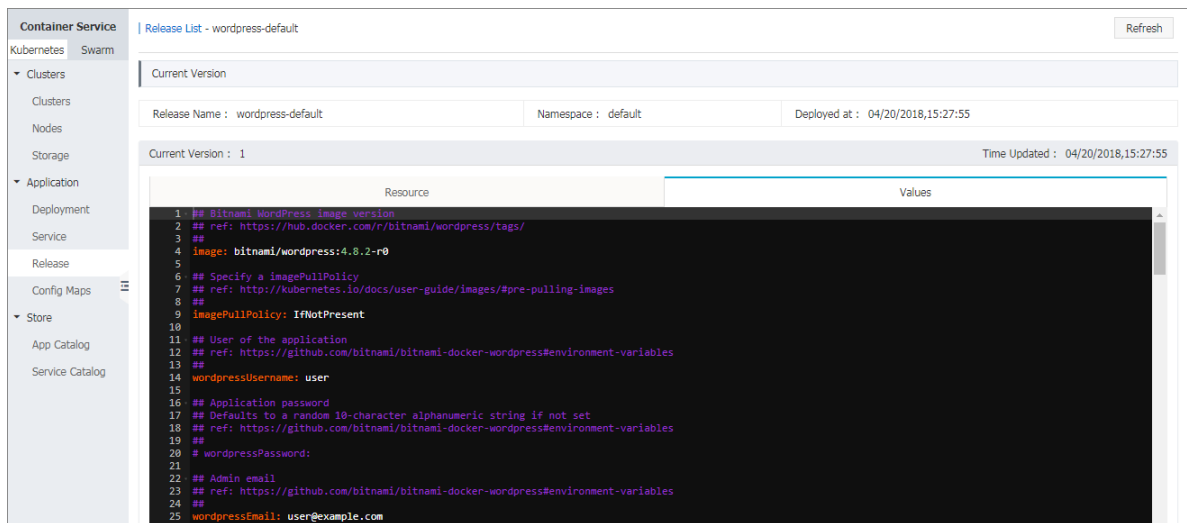 Container Service
Kubernetes Swarm
Clusters
Clusters
Nodes
Storage
Application
Deployment
Service
Release
Config Maps
Store
App Catalog
Service Catalog
Release List - wordpress-default
Refresh
Current Version
Release Name : wordpress-default Namespace : default Deployed at : 04/20/2018,15:27:55
Current Version : 1 Time Updated : 04/20/2018,15:27:55
Resource Values
1 ## Bitnami WordPress image version
2 ## ref: https://hub.docker.com/r/bitnami/wordpress/tags/
3 ##
4 image: bitnami/wordpress:4.8.2-r0
5
6 ## Specify a imagePullPolicy
7 ## ref: http://kubernetes.io/docs/user-guide/images/#pre-pulling-images
8 ##
9 imagePullPolicy: IfNotPresent
10
11 ## User of the application
12 ## ref: https://github.com/bitnami/bitnami-docker-wordpress#environment-variables
13 ##
14 wordpressUsername: user
15
16 ## Application password
17 ## Defaults to a random 10-character alphanumeric string if not set
18 ## ref: https://github.com/bitnami/bitnami-docker-wordpress#environment-variables
19 ##
20 # wordpressPassword:
21
22 ## Admin email
23 ## ref: https://github.com/bitnami/bitnami-docker-wordpress#environment-variables
24 ##
25 wordpressEmail: user@example.com